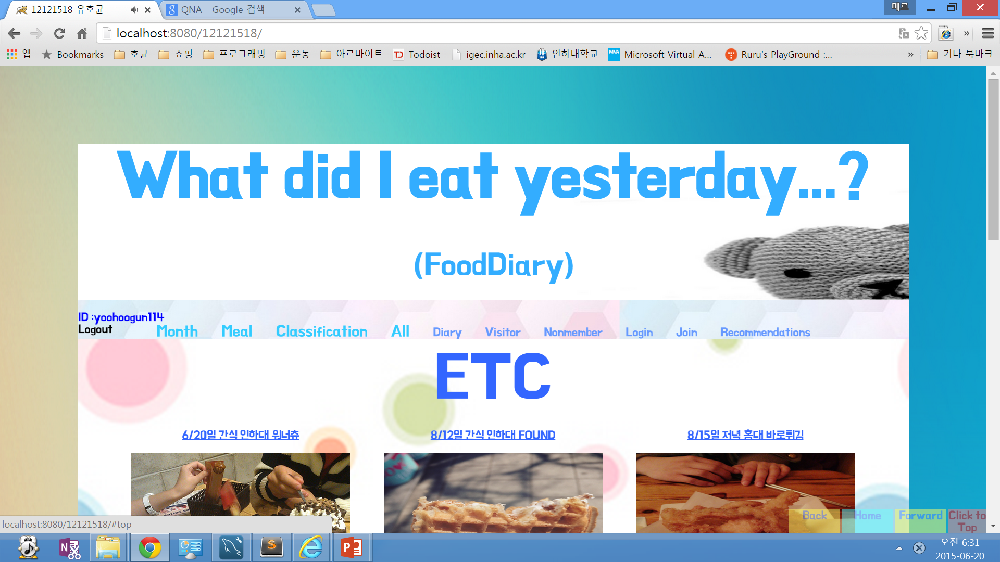 12121518 유호균
QNA - Google 검색
메르
localhost:8080/12121518/
앱 Bookmarks 호균 쇼핑 프로그래밍 운동 아르바이트 Todoist igec.inha.ac.kr 인하대학교 Microsoft Virtual A... Ruru's PlayGround :... » 기타 북마크
What did I eat yesterday...?
(FoodDiary)
ID :yoohoogun114
Logout
Month Meal Classification All Diary Visitor Nonmember Login Join Recommendations
ETC
6/20일 간식 인하대 워너츄
8/12일 간식 인하대 FOUND
8/15일 저녁 홍대 바로튀김
Back Home Forward Click to
Top
localhost:8080/12121518/#top
오전 6:31
2015-06-20